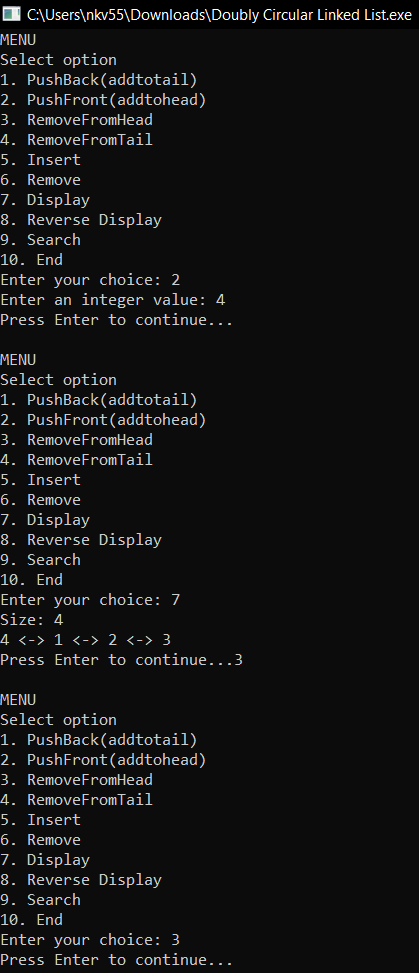 C:\Users\nkv55\Downloads\Doubly Circular Linked List.exe
MENU
Select option
1. PushBack(addtotail)
2. PushFront(addtohead)
3. RemoveFromHead
4. RemoveFromTail
5. Insert
6. Remove
7. Display
8. Reverse Display
9. Search
10. End
Enter your choice: 2
Enter an integer value: 4
Press Enter to continue...
MENU
Select option
1. PushBack(addtotail)
2. PushFront(addtohead)
3. RemoveFromHead
4. RemoveFromTail
5. Insert
6. Remove
7. Display
8. Reverse Display
9. Search
10. End
Enter your choice: 7
Size: 4
4 <-> 1 <-> 2 <-> 3
Press Enter to continue...3
MENU
Select option
1. PushBack(addtotail)
2. PushFront(addtohead)
3. RemoveFromHead
4. RemoveFromTail
5. Insert
6. Remove
7. Display
8. Reverse Display
9. Search
10. End
Enter your choice: 3
Press Enter to continue...